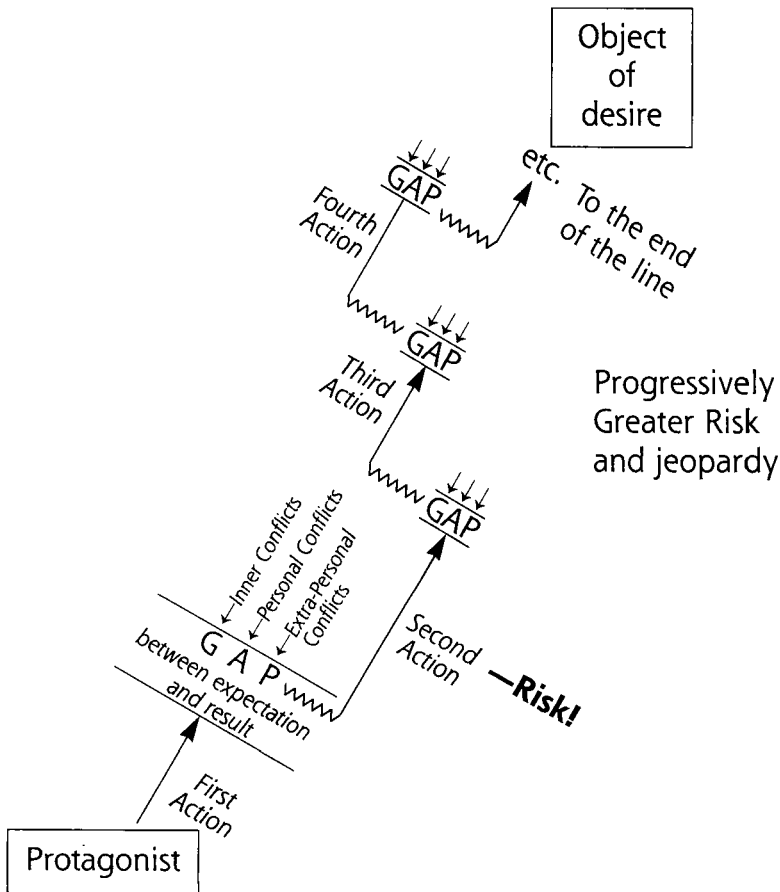 Object
of
desire
etc. To the end
of the line
GAP
Fourth
Action
GAP
Third
Action
Progressively
Greater Risk
and jeopardy
GAP
Inner Conflicts
Personal Conflicts
Extra-Personal
Conflicts
G A P
between expectation
and result
Second
Action
—Risk!
First
Action
Protagonist